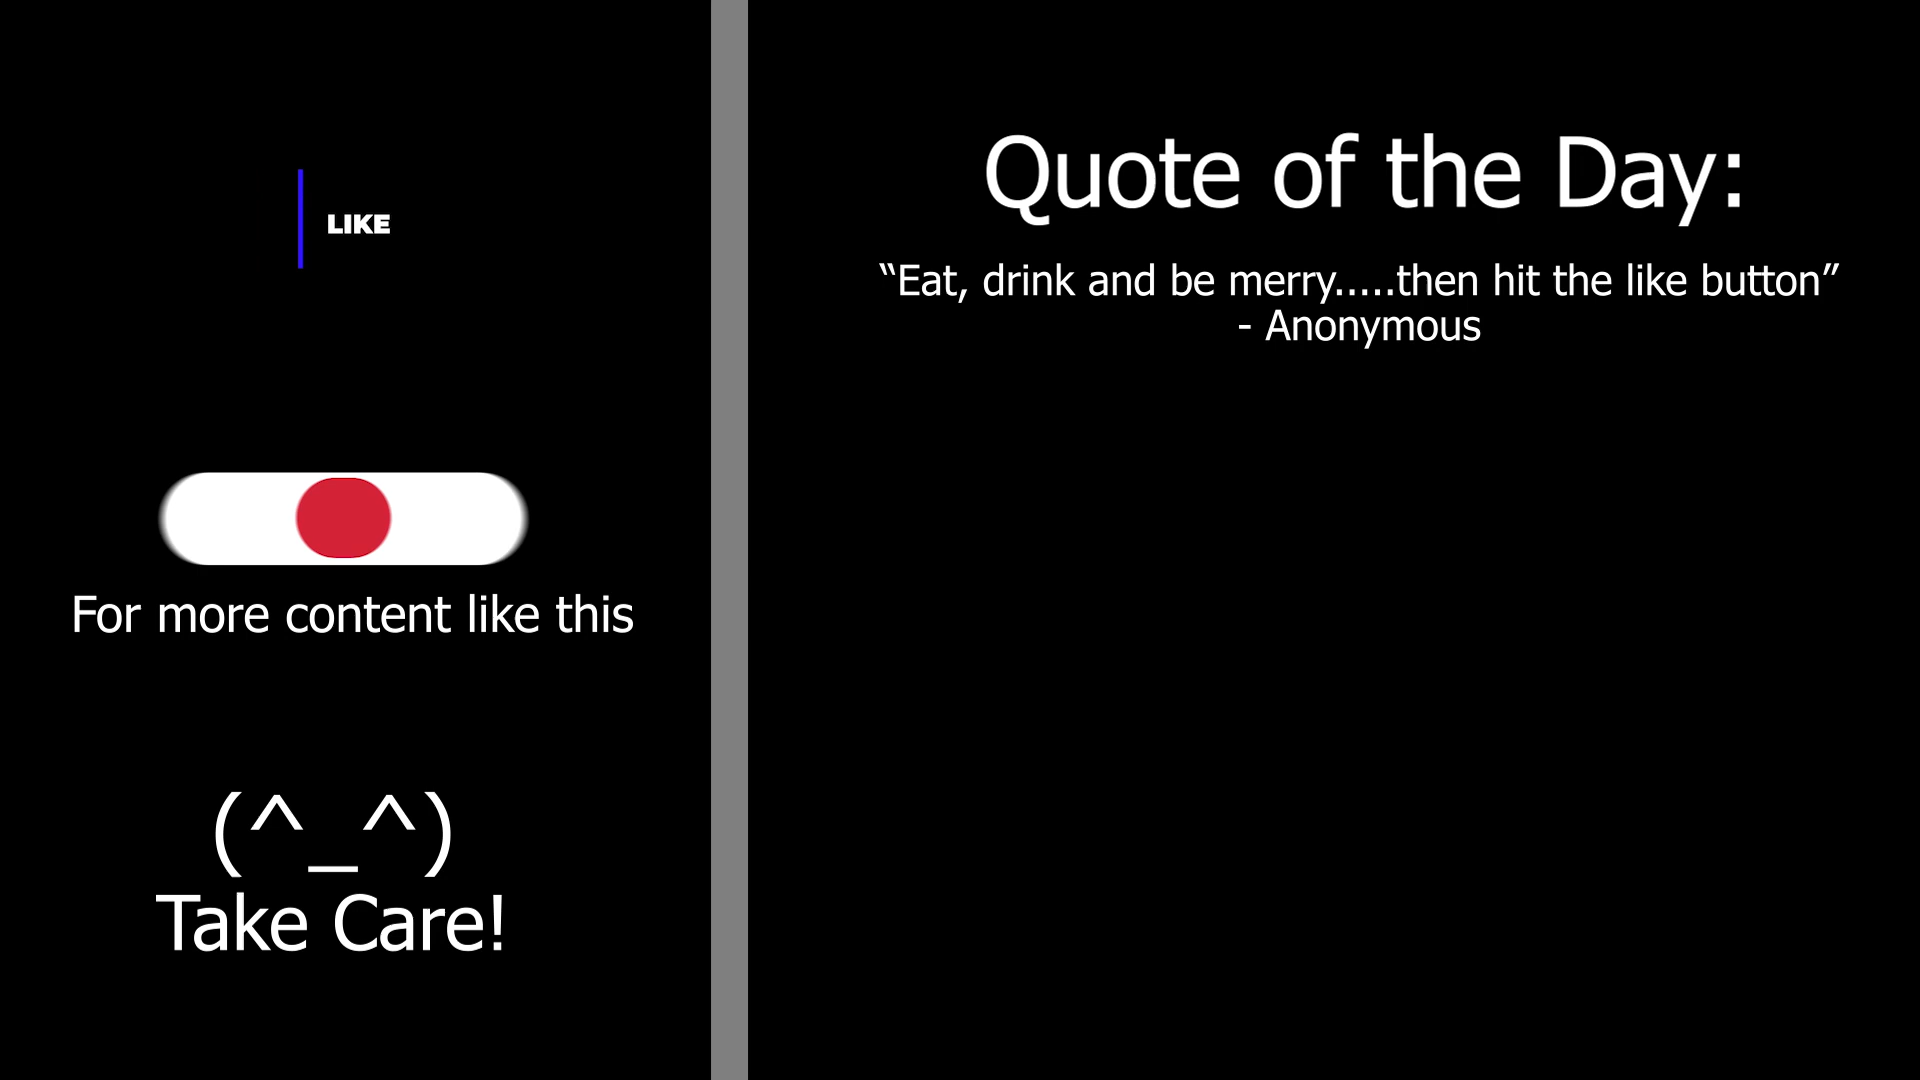 LIKE
For more content like this
(^_^)
Take Care!
Quote of the Day:
“Eat, drink and be merry.....then hit the like button”
- Anonymous